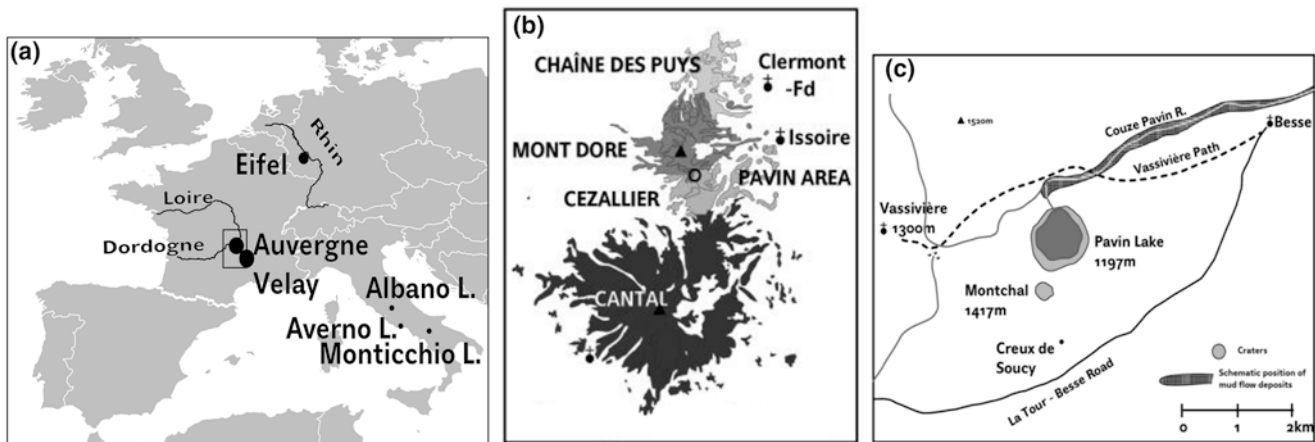 (a)
Rhin
Eifel
Loire
Dordogne
Auvergne
Velay
Albano L.
Averno L.
Monticchio L.
(b)
CHAÎNE DES PUYS
Clermont
-Fd
Issoire
MONT DORE
PAVIN AREA
CEZALLIER
CANTAL
(c)
1520m
Couze Pavin R.
Besse
Vassivière Path
Vassivière
1300m
Pavin Lake
1197m
Montchal
1417m
Creux de
Soucy
La Tour - Besse Road
Craters
Schematic position of
mud flow deposits
0 1 2km